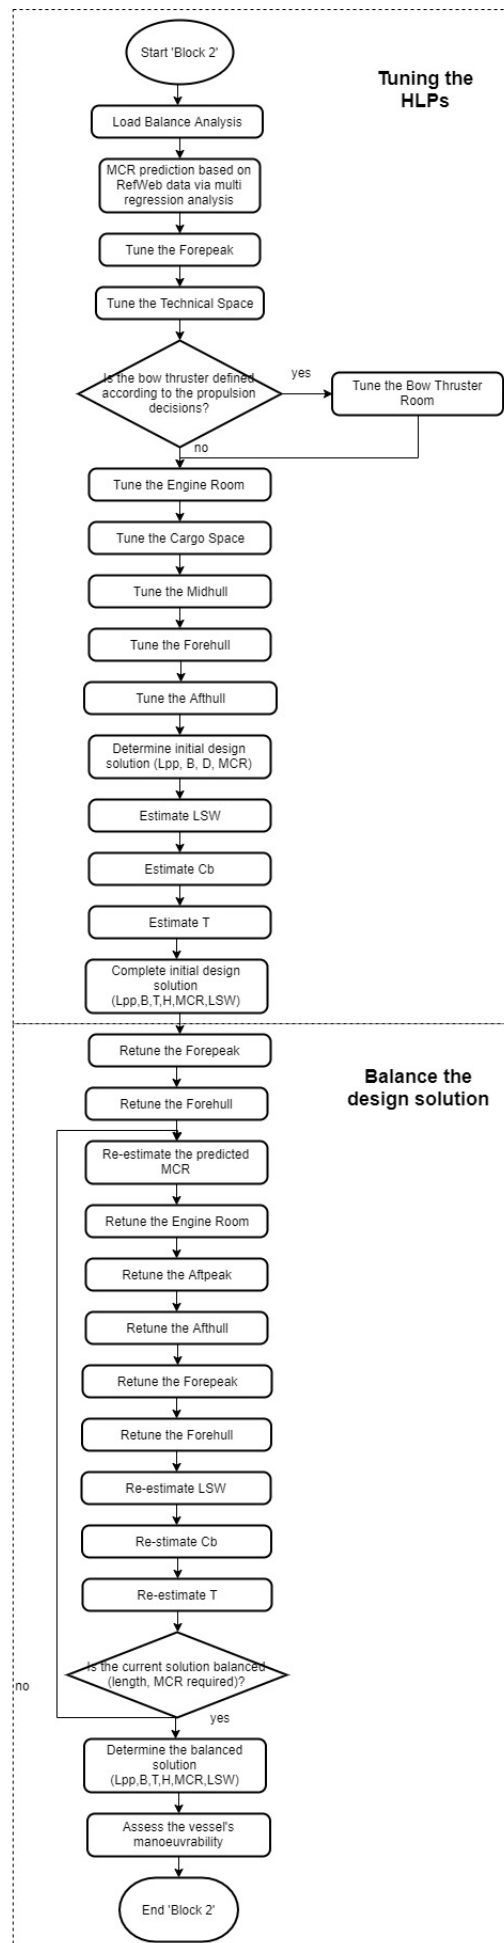 Start 'Block 2'
Tuning the
HLPs
Load Balance Analysis
MCR prediction based on
RefWeb data via multi
regression analysis
Tune the Forepeak
Tune the Technical Space
Is the bow thruster defined
according to the propulsion
decisions?
yes
Tune the Bow Thruster
Room
no
Tune the Engine Room
Tune the Cargo Space
Tune the Midhull
Tune the Forehull
Tune the Afthull
Determine initial design
solution (Lpp, B, D, MCR)
Estimate LSW
Estimate Cb
Estimate T
Complete initial design
solution
(Lpp,B,T,H,MCR,LSW)
Retune the Forepeak
Balance the
design solution
Retune the Forehull
Re-estimate the predicted
MCR
Retune the Engine Room
Retune the Aftpeak
Retune the Afthull
Retune the Forepeak
Retune the Forehull
Re-estimate LSW
Re-stimate Cb
Re-estimate T
Is the current solution balanced
(length, MCR required)?
no
yes
Determine the balanced
solution
(Lpp,B,T,H,MCR,LSW)
Assess the vessel's
manoeuvrability
End 'Block 2'